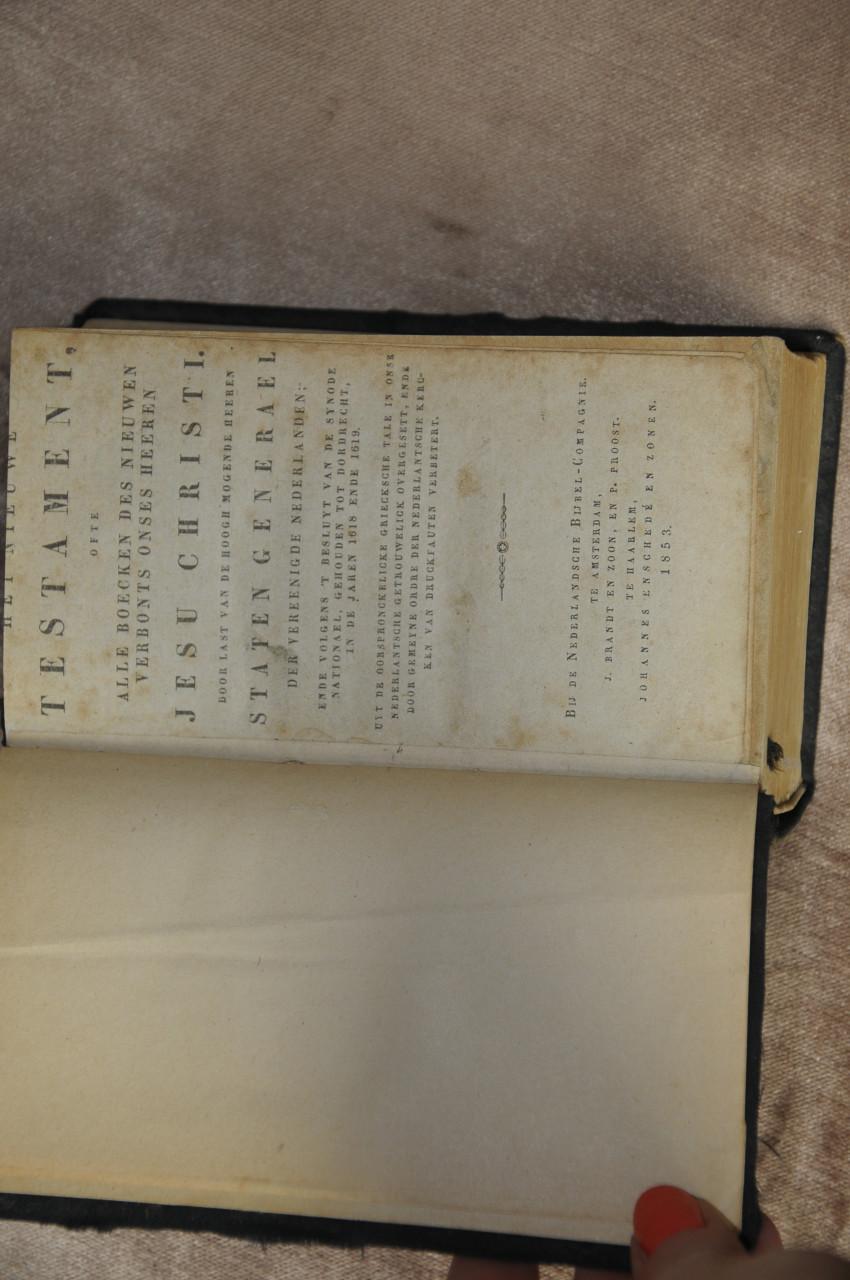 HET NIEUWE
TESTAMENT,
OFTE
ALLE BOECKEN DES NIEUWEN
VERBONTS ONSES HEEREN
JESU CHRISTI.
DOOR LAST VAN DE HOOGH MOGENDE HEEREN
STATEN GENERAEL
DER VEREENIGDE NEDERLANDEN;
ENDE VOLGENS 'T BESLUYT VAN DE SYNODE
NATIONAEL, GEHOUDEN TOT DORDRECHT,
IN DE JAREN 1618 ENDE 1619.
UYT DE OORSPRONCKELICKE GRIECKSCHE TALE IN ONSE
NEDERLANTSCHE GETROUWELICK OVERGESETT, ENDE
DOOR GEMEYNE ORDRE DER NEDERLANTSCHE KERC-
KEN VAN DRUCKFAUTEN VERBETERT.
BIJ DE NEDERLANDSCHE BIJBEL-COMPAGNIE.
TE AMSTERDAM,
J. BRANDT EN ZOON, EN P. PROOST.
TE HAARLEM,
JOHANNES ENSCHEDÉ EN ZONEN.
1853.